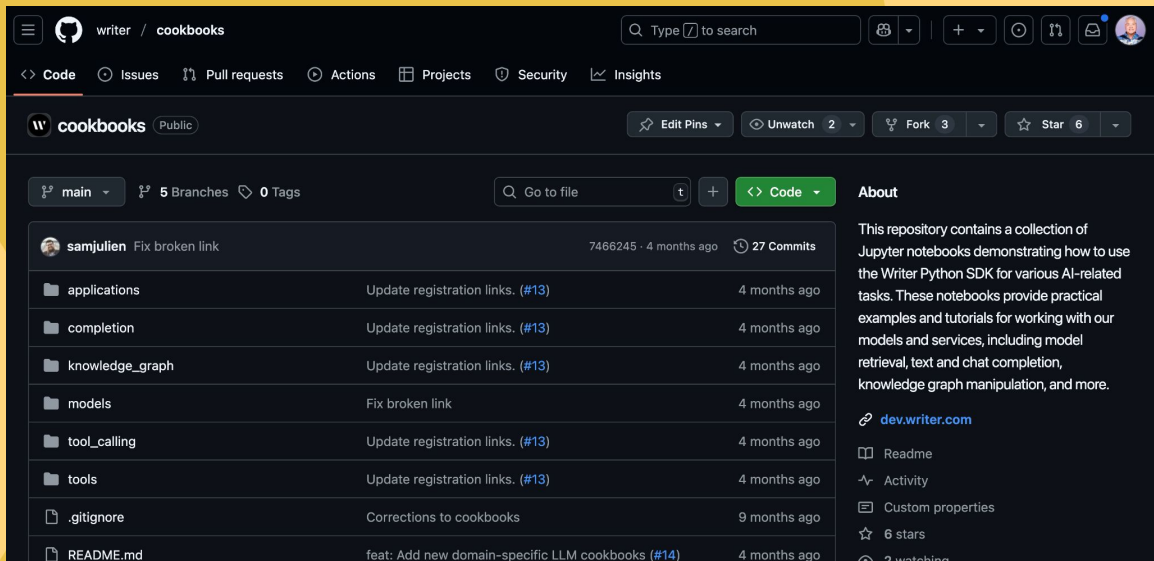 writer / cookbooks
Type / to search
Code Issues Pull requests Actions Projects Security Insights
cookbooks Public
Edit Pins Unwatch 2 Fork 3 Star 6
main 5 Branches 0 Tags
Go to file t
Code
samjulien Fix broken link 7466245 · 4 months ago 27 Commits
applications Update registration links. (#13) 4 months ago
completion Update registration links. (#13) 4 months ago
knowledge_graph Update registration links. (#13) 4 months ago
models Fix broken link 4 months ago
tool_calling Update registration links. (#13) 4 months ago
tools Update registration links. (#13) 4 months ago
.gitignore Corrections to cookbooks 9 months ago
README.md feat: Add new domain-specific LLM cookbooks (#14) 4 months ago
About
This repository contains a collection of
Jupyter notebooks demonstrating how to use
the Writer Python SDK for various AI-related
tasks. These notebooks provide practical
examples and tutorials for working with our
models and services, including model
retrieval, text and chat completion,
knowledge graph manipulation, and more.
dev.writer.com
Readme
Activity
Custom properties
6 stars
2 watching